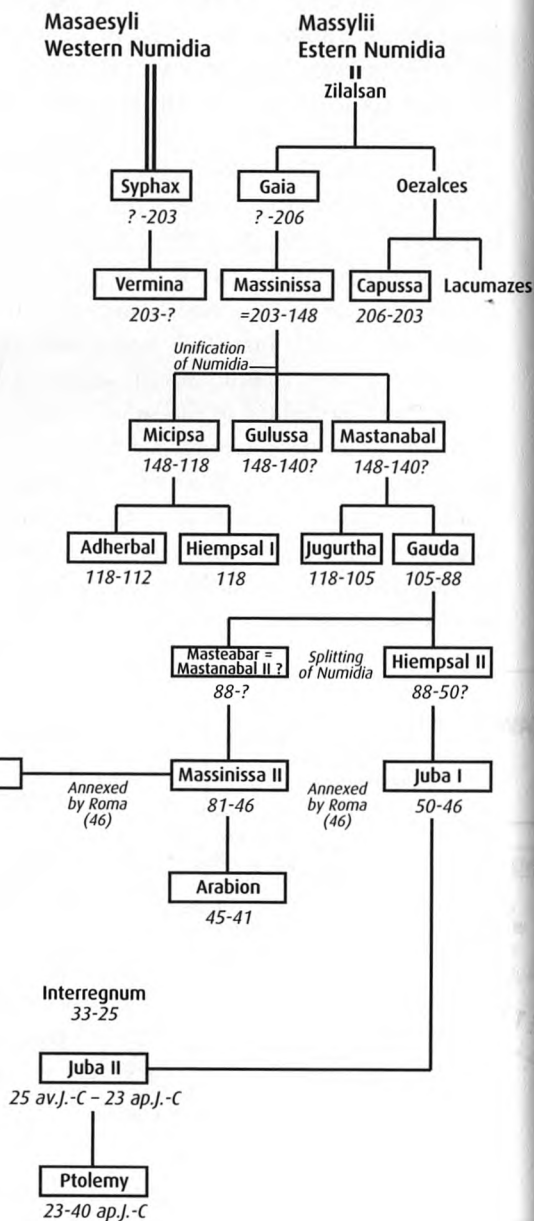 Masaesyli
Western Numidia
Massylii
Estern Numidia
Zilalsan
Syphax
? -203
Gaia
? -206
Oezalces
Vermina
203-?
Massinissa
=203-148
Capussa
206-203
Lacumazes
Unification
of Numidia
Micipsa
148-118
Gulussa
148-140?
Mastanabal
148-140?
Adherbal
118-112
Hiempsal I
118
Jugurtha
118-105
Gauda
105-88
Masteabar =
Mastanabal II ?
88-?
Splitting
of Numidia
Hiempsal II
88-50?
Annexed
by Roma
(46)
Massinissa II
81-46
Annexed
by Roma
(46)
Juba I
50-46
Arabion
45-41
Interregnum
33-25
Juba II
25 av.J.-C – 23 ap.J.-C
Ptolemy
23-40 ap.J.-C